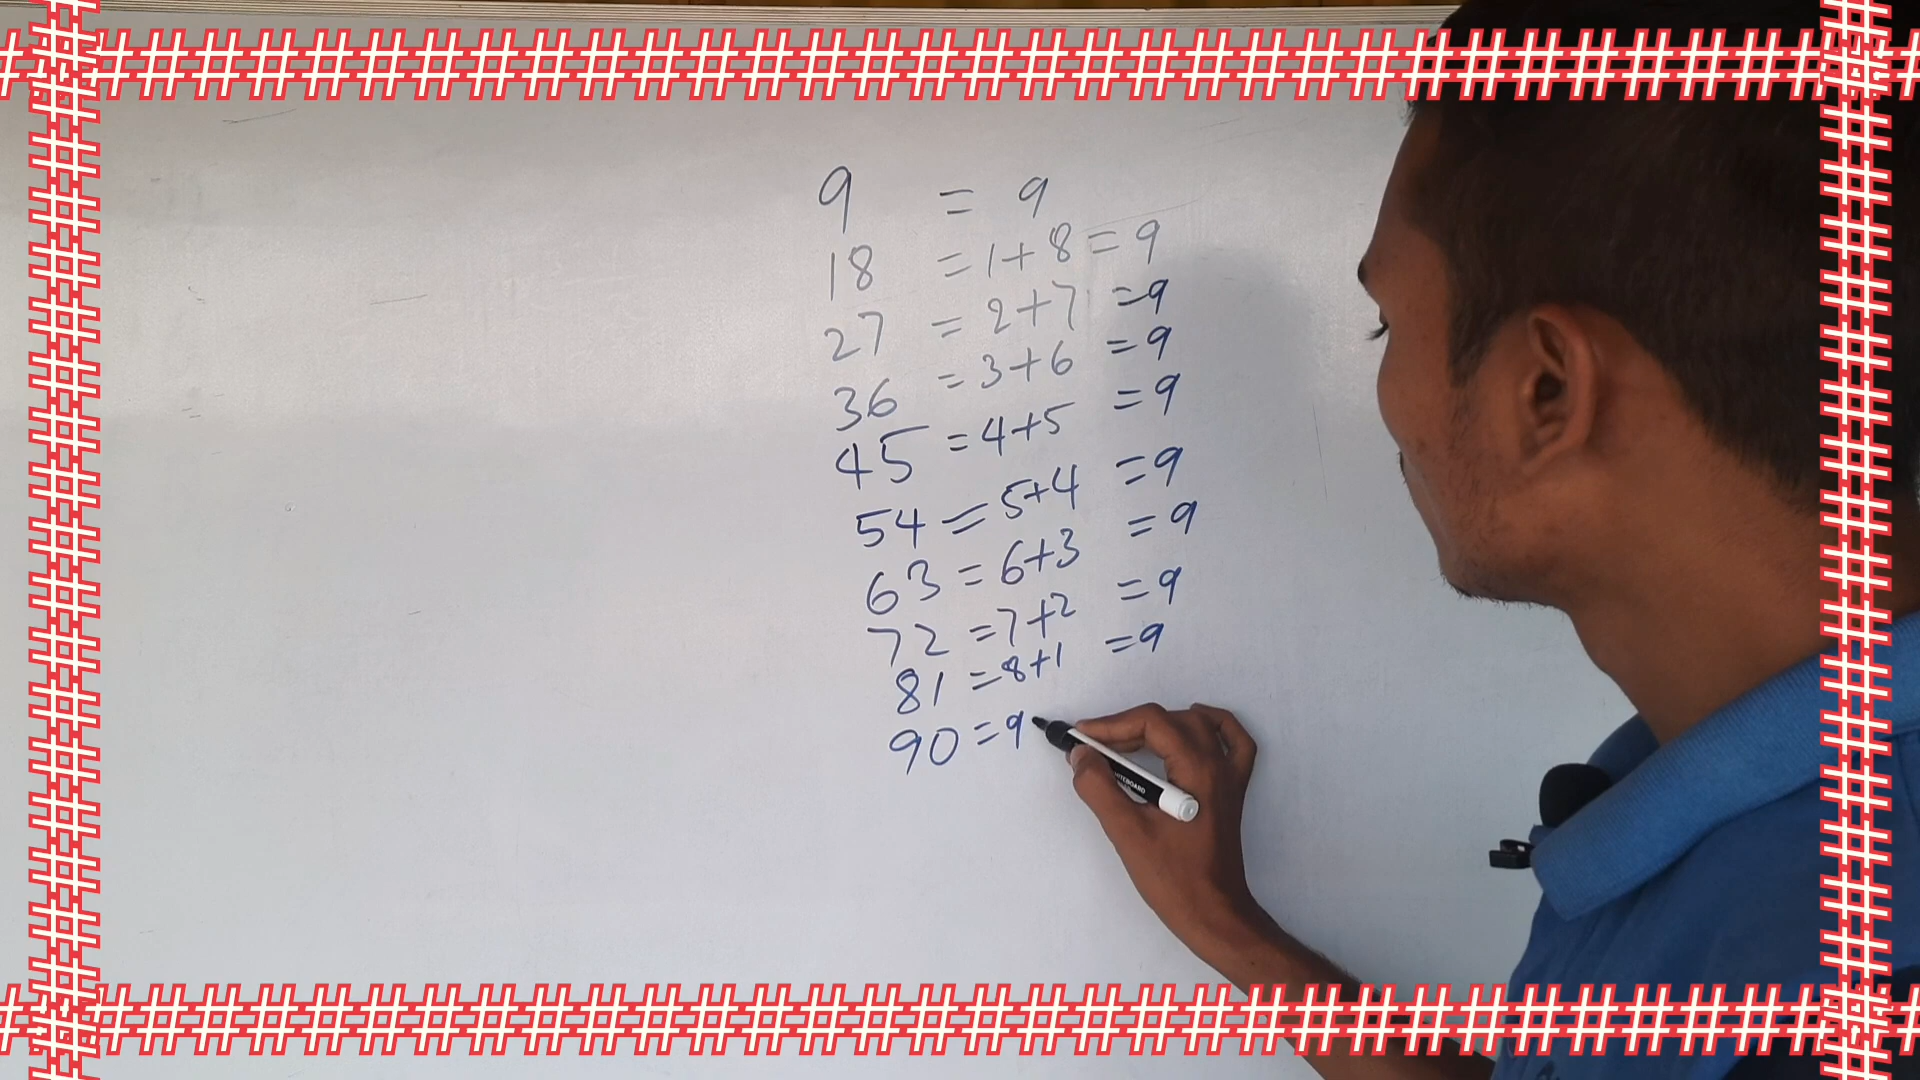 9 = 9
18 = 1+8 = 9
27 = 2+7 = 9
36 = 3+6 = 9
45 = 4+5 = 9
54 = 5+4 = 9
63 = 6+3 = 9
72 = 7+2 = 9
81 = 8+1 = 9
90 = 9
WHITEBOARD